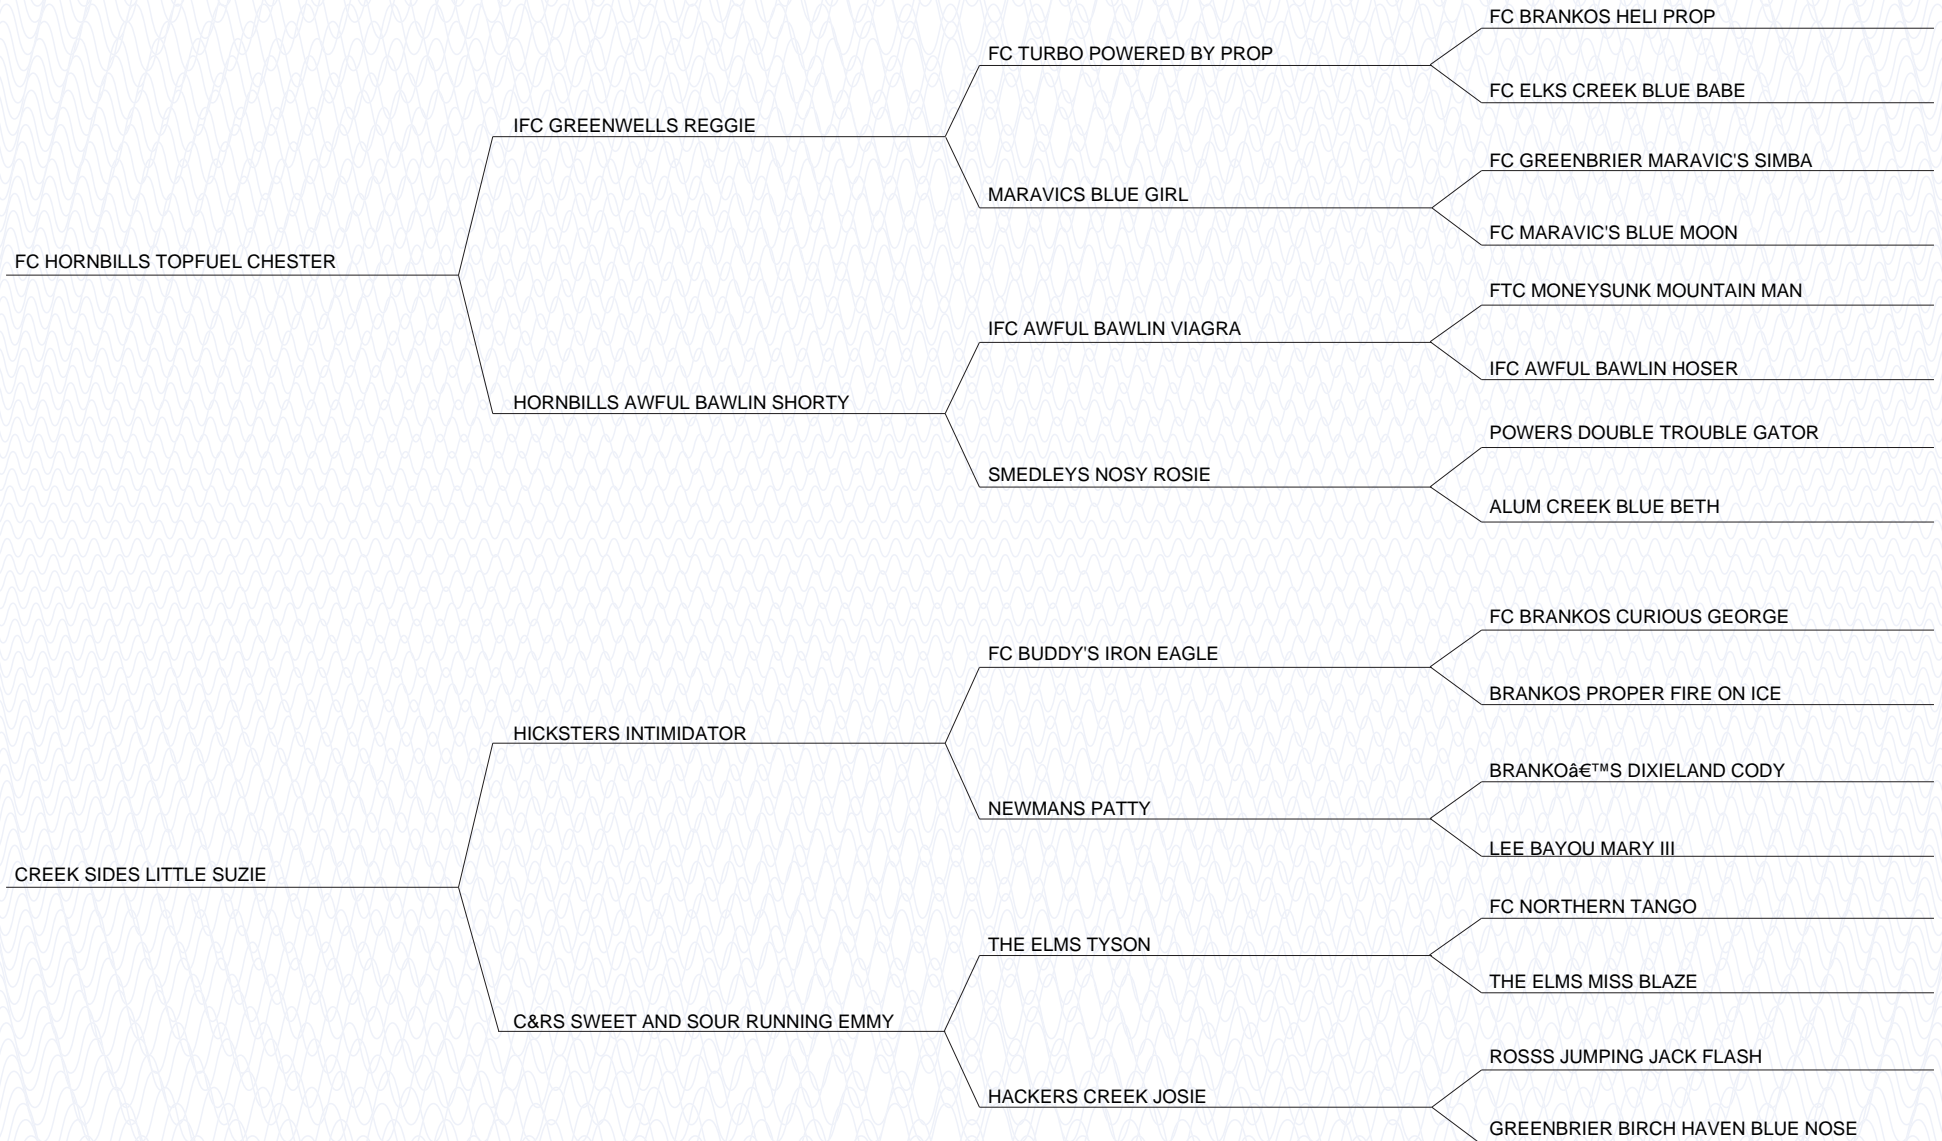 FC BRANKOS HELI PROP
FC TURBO POWERED BY PROP
FC ELKS CREEK BLUE BABE
IFC GREENWELLS REGGIE
FC GREENBRIER MARAVIC'S SIMBA
MARAVICS BLUE GIRL
FC MARAVIC'S BLUE MOON
FC HORNBILLS TOPFUEL CHESTER
FTC MONEYSUNK MOUNTAIN MAN
IFC AWFUL BAWLIN VIAGRA
IFC AWFUL BAWLIN HOSER
HORNBILLS AWFUL BAWLIN SHORTY
POWERS DOUBLE TROUBLE GATOR
SMEDLEYS NOSY ROSIE
ALUM CREEK BLUE BETH
FC BRANKOS CURIOUS GEORGE
FC BUDDY'S IRON EAGLE
BRANKOS PROPER FIRE ON ICE
HICKSTERS INTIMIDATOR
BRANKOâ€™S DIXIELAND CODY
NEWMANS PATTY
LEE BAYOU MARY III
CREEK SIDES LITTLE SUZIE
FC NORTHERN TANGO
THE ELMS TYSON
THE ELMS MISS BLAZE
C&RS SWEET AND SOUR RUNNING EMMY
ROSSS JUMPING JACK FLASH
HACKERS CREEK JOSIE
GREENBRIER BIRCH HAVEN BLUE NOSE